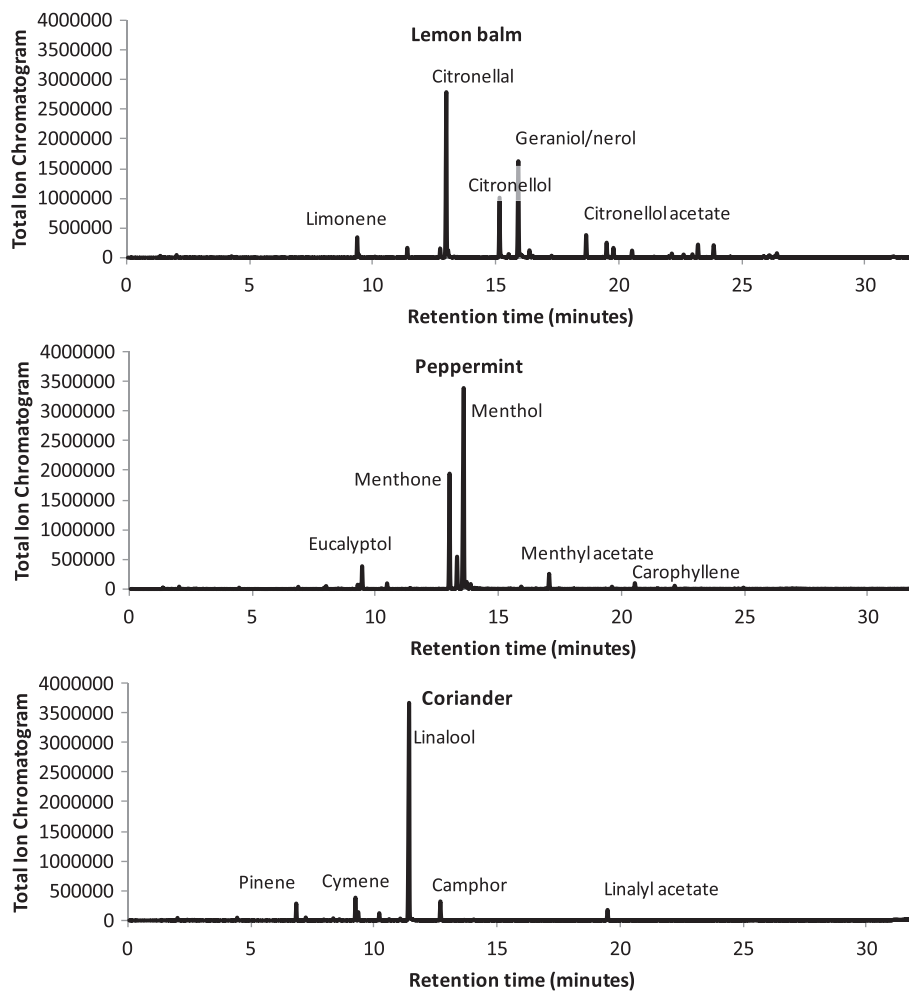 Lemon balm
Total Ion Chromatogram
4000000
3500000
3000000
2500000
2000000
1500000
1000000
500000
0
Citronellal
Geraniol/nerol
Citronellol
Limonene
Citronellol acetate
0 5 10 15 20 25 30
Retention time (minutes)
Peppermint
Total Ion Chromatogram
4000000
3500000
3000000
2500000
2000000
1500000
1000000
500000
0
Menthol
Menthone
Eucalyptol
Menthyl acetate
Carophyllene
0 5 10 15 20 25 30
Retention time (minutes)
Coriander
Total Ion Chromatogram
4000000
3500000
3000000
2500000
2000000
1500000
1000000
500000
0
Linalool
Pinene
Cymene
Camphor
Linalyl acetate
0 5 10 15 20 25 30
Retention time (minutes)